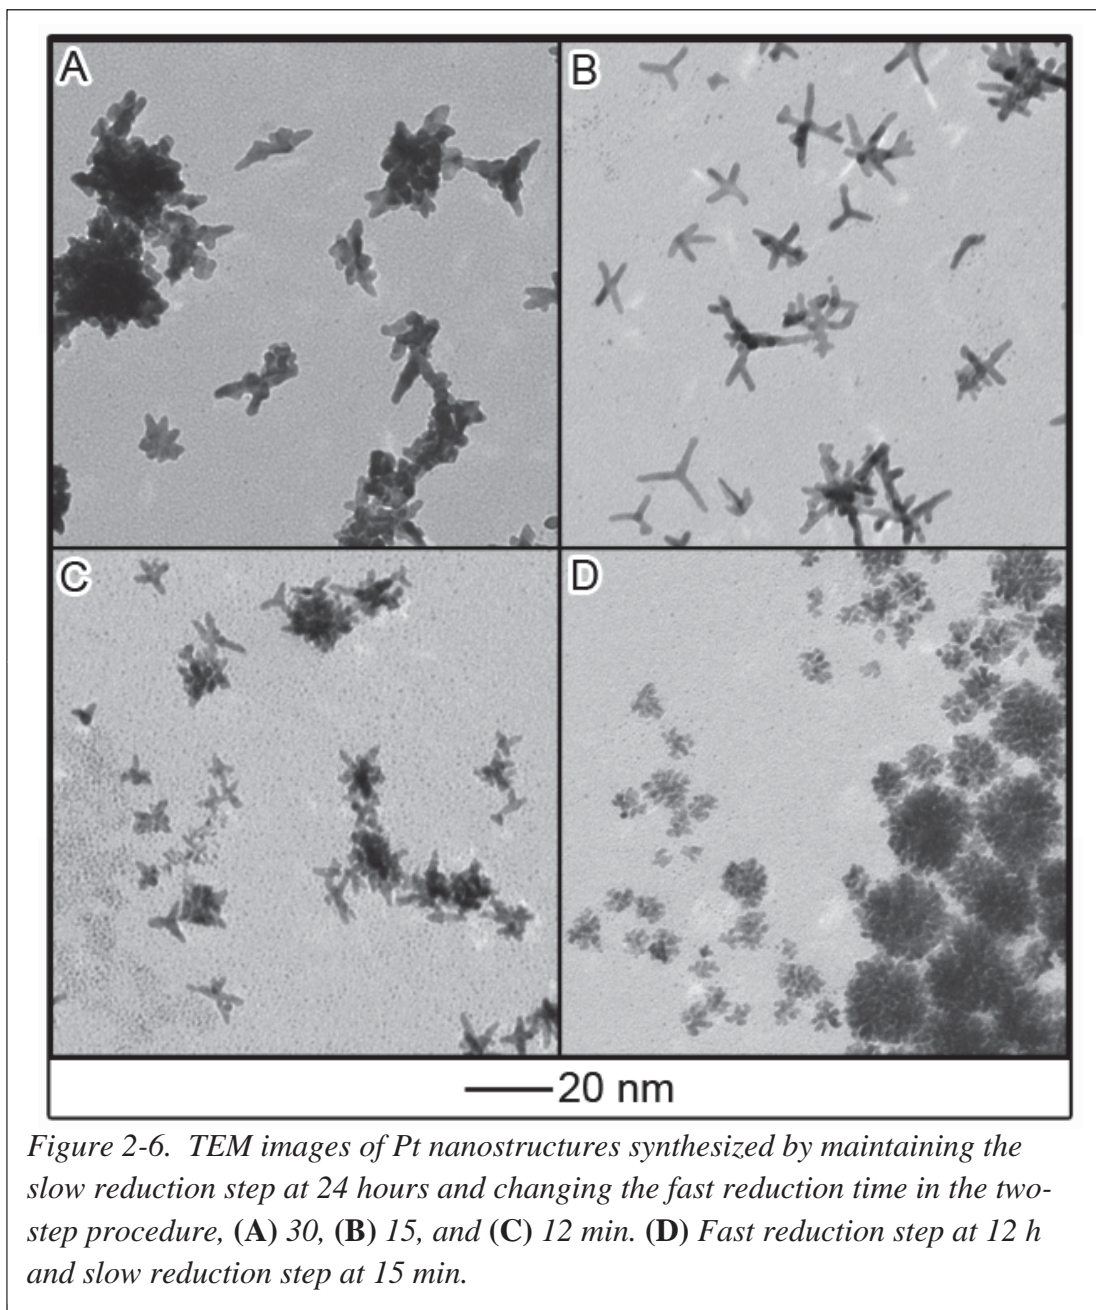 A
B
C
D
20 nm
Figure 2-6. TEM images of Pt nanostructures synthesized by maintaining the
slow reduction step at 24 hours and changing the fast reduction time in the two-
step procedure, (A) 30, (B) 15, and (C) 12 min. (D) Fast reduction step at 12 h
and slow reduction step at 15 min.